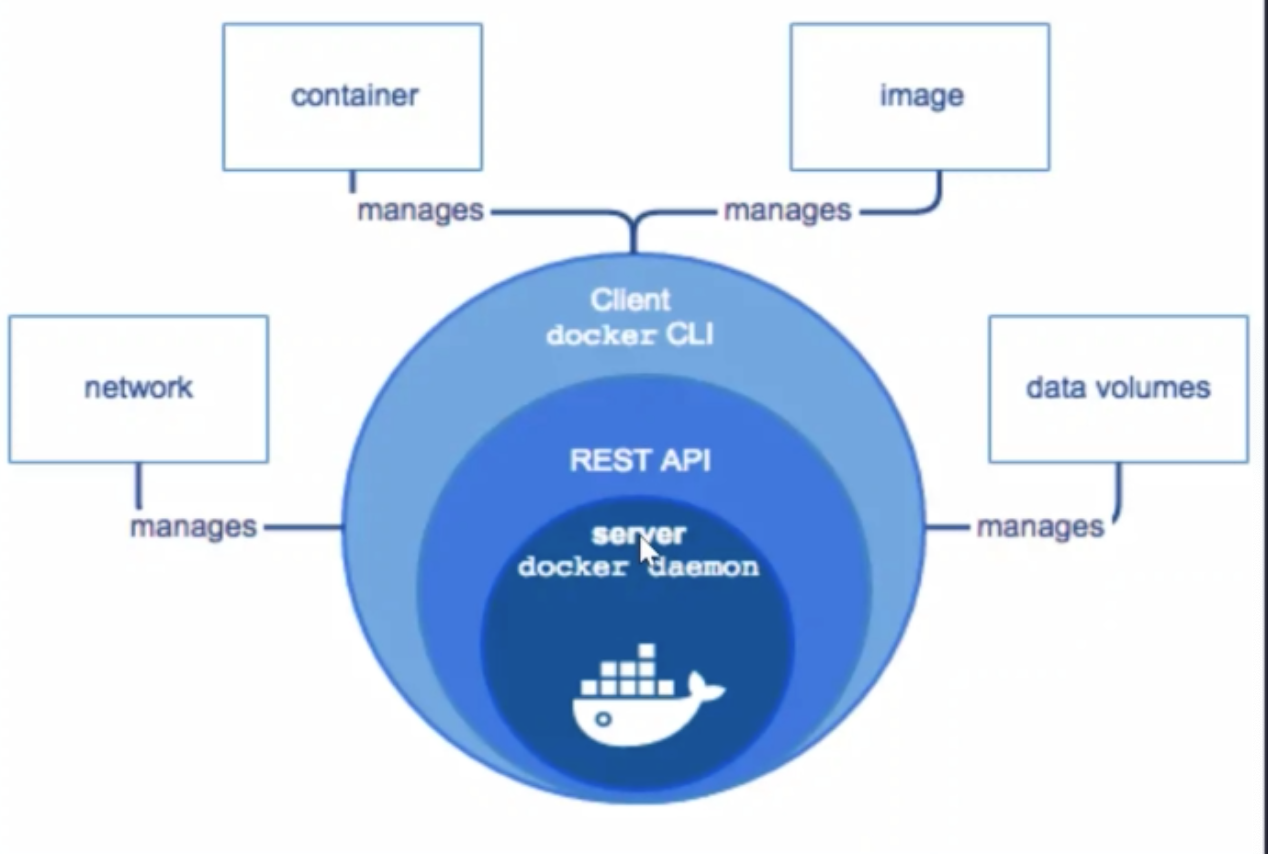 container
image
manages
manages
Client
docker CLI
network
data volumes
REST API
manages
server
docker daemon
manages